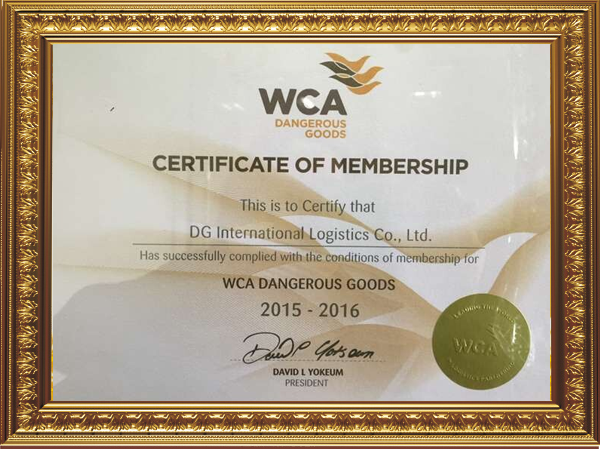 WCA
DANGEROUS
GOODS
CERTIFICATE OF MEMBERSHIP
This is to Certify that
DG International Logistics Co., Ltd.
Has successfully complied with the conditions of membership for
WCA DANGEROUS GOODS
2015 - 2016
DAVID L YOKEUM
PRESIDENT
WCA